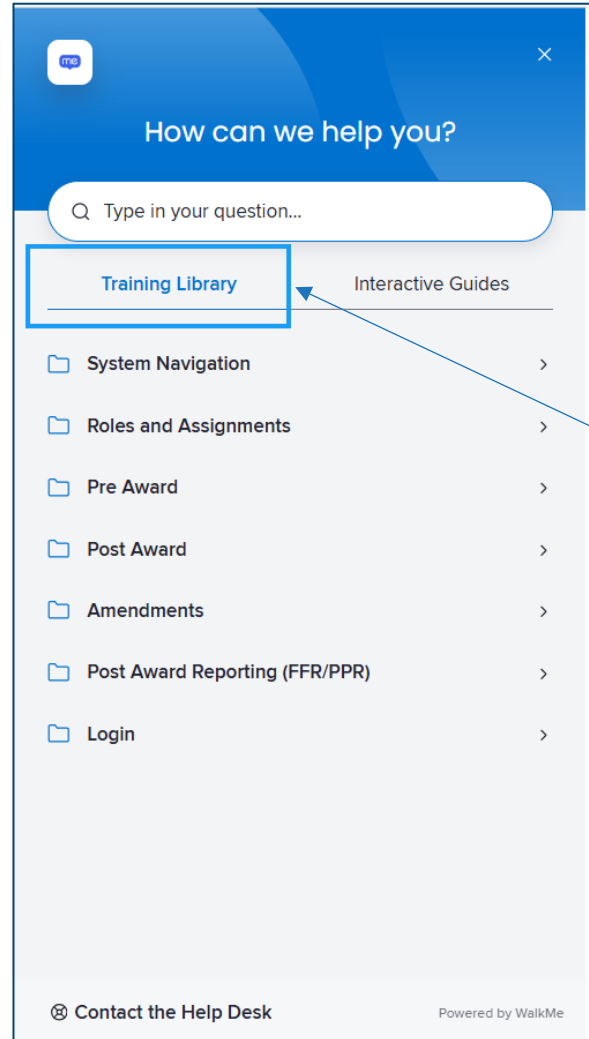 me
How can we help you?
Type in your question...
Training Library Interactive Guides
System Navigation
Roles and Assignments
Pre Award
Post Award
Amendments
Post Award Reporting (FFR/PPR)
Login
Contact the Help Desk Powered by WalkMe